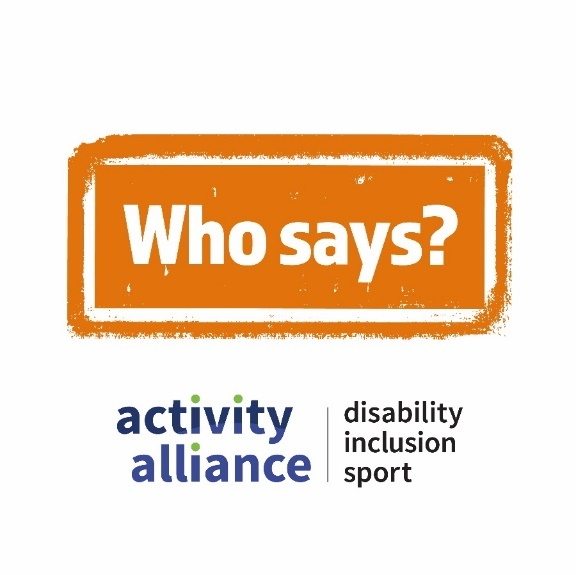 Who says?
activity
alliance
disability
inclusion
sport